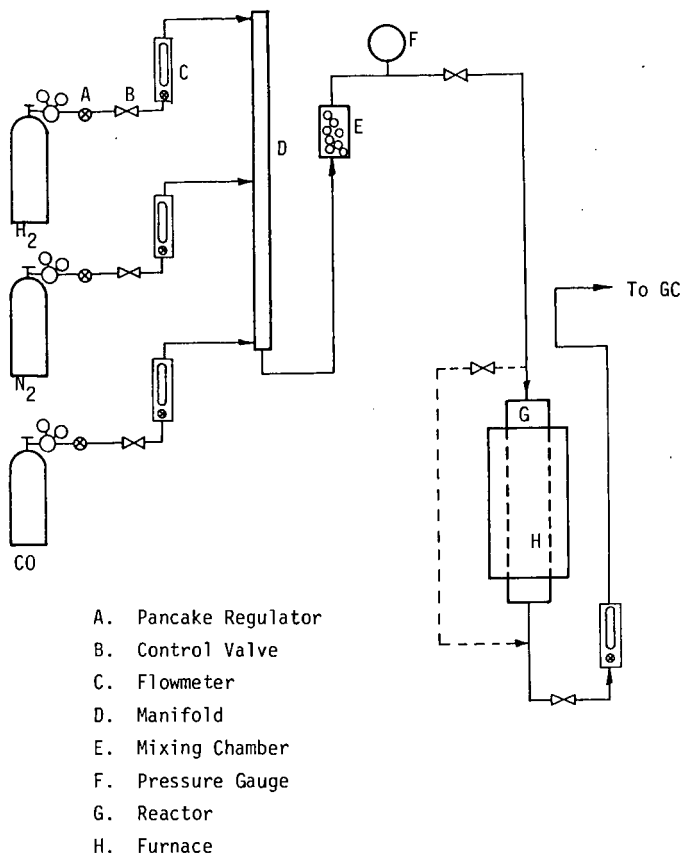 F
A
B
C
E
D
H2
To GC
N2
G
H
CO
A. Pancake Regulator
B. Control Valve
C. Flowmeter
D. Manifold
E. Mixing Chamber
F. Pressure Gauge
G. Reactor
H. Furnace